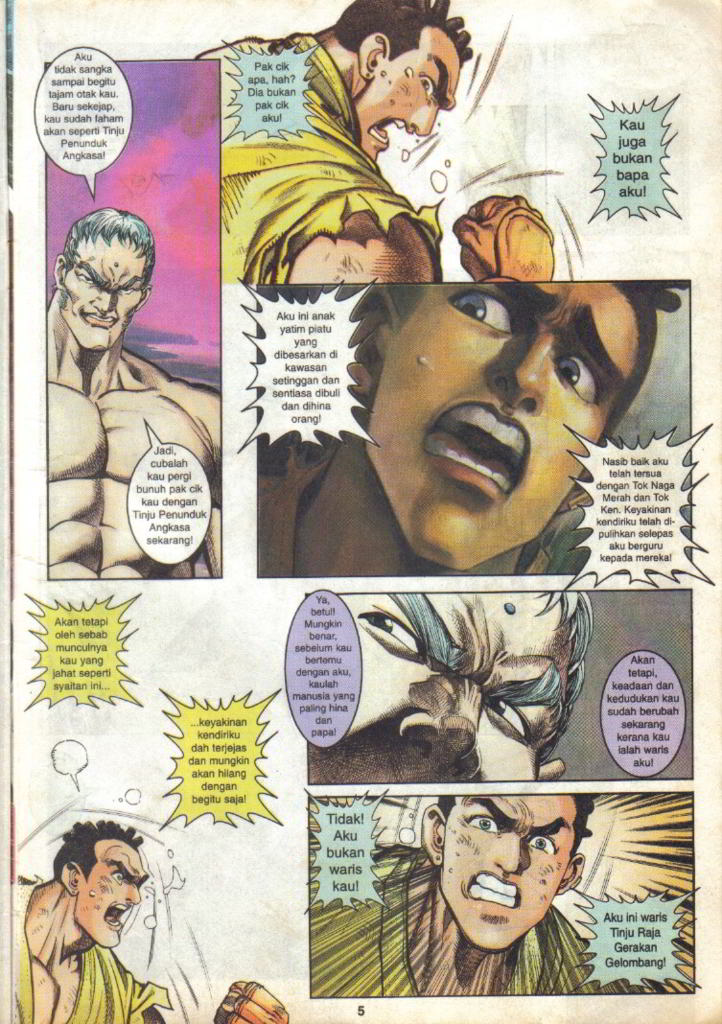 Aku
tidak sangka
sampai begitu
tajam otak kau.
Baru sekejap,
kau sudah faham
akan seperti Tinju
Penunduk
Angkasa!
Pak cik
apa, hah?
Dia bukan
pak cik
aku!
Kau
juga
bukan
bapa
aku!
Jadi,
cubalah
kau pergi
bunuh pak cik
kau dengan
Tinju Penunduk
Angkasa
sekarang!
Aku ini anak
yatim piatu
yang
dibesarkan di
kawasan
setinggan dan
sentiasa dibuli
dan dihina
orang!
Nasib baik aku
telah tersua
dengan Tok Naga
Merah dan Tok
Ken. Keyakinan
kendiriku telah di-
pulihkan selepas
aku berguru
kepada mereka!
Akan tetapi
oleh sebab
munculnya
kau yang
jahat seperti
syaitan ini...
...keyakinan
kendiriku
dah terjejas
dan mungkin
akan hilang
dengan
begitu saja!
Ya,
betul!
Mungkin
benar,
sebelum kau
bertemu
dengan aku,
kaulah
manusia yang
paling hina
dan
papa!
Akan
tetapi,
keadaan dan
kedudukan kau
sudah berubah
sekarang
kerana kau
ialah waris
aku!
Tidak!
Aku
bukan
waris
kau!
Aku ini waris
Tinju Raja
Gerakan
Gelombang!
5